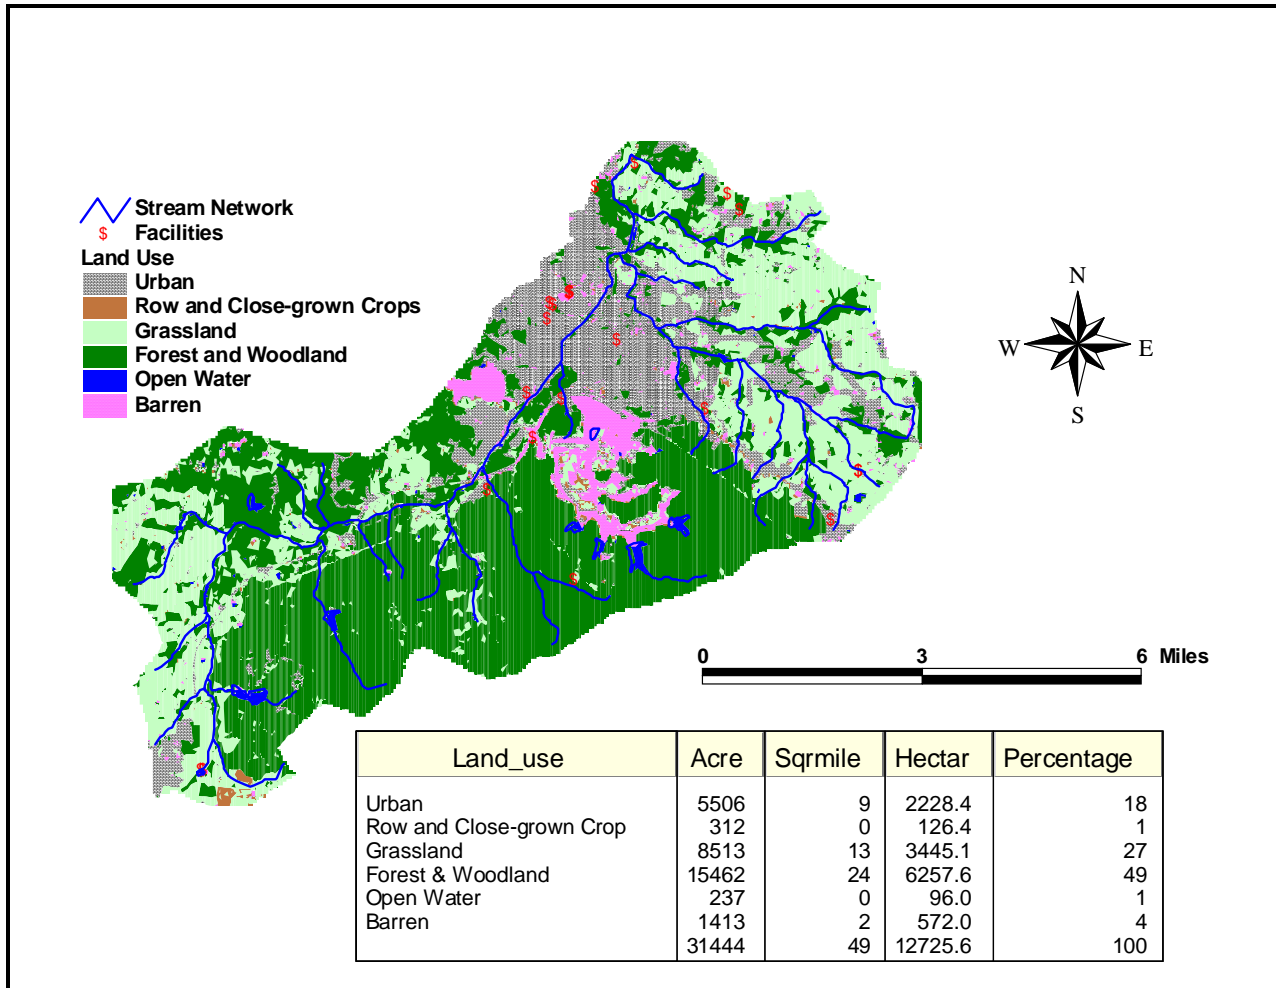 Stream Network
$ Facilities
Land Use
Urban
Row and Close-grown Crops
Grassland
Forest and Woodland
Open Water
Barren
N
W E
S
0 3 6 Miles
Land_use Acre Sqrmile Hectar Percentage
Urban 5506 9 2228.4 18
Row and Close-grown Crop 312 0 126.4 1
Grassland 8513 13 3445.1 27
Forest & Woodland 15462 24 6257.6 49
Open Water 237 0 96.0 1
Barren 1413 2 572.0 4
31444 49 12725.6 100